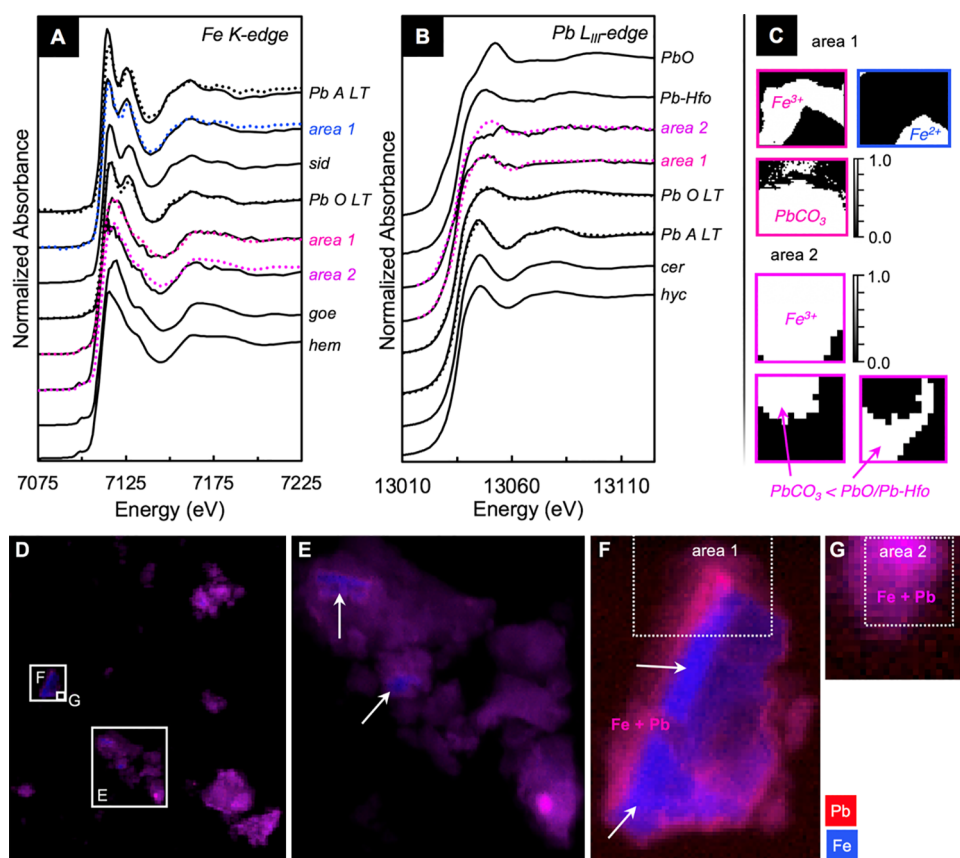 A
Fe K-edge
Normalized Absorbance
Pb A LT
area 1
sid
Pb O LT
area 1
area 2
goe
hem
7075 7125 7175 7225
Energy (eV)
B
Pb LIII-edge
Normalized Absorbance
PbO
Pb-Hfo
area 2
area 1
Pb O LT
Pb A LT
cer
hyc
13010 13060 13110
Energy (eV)
C
area 1
Fe3+
Fe2+
PbCO3
1.0
0.0
area 2
Fe3+
1.0
0.0
PbCO3 < PbO/Pb-Hfo
D
F
G
E
E
F
area 1
Fe + Pb
G
area 2
Fe + Pb
Pb
Fe